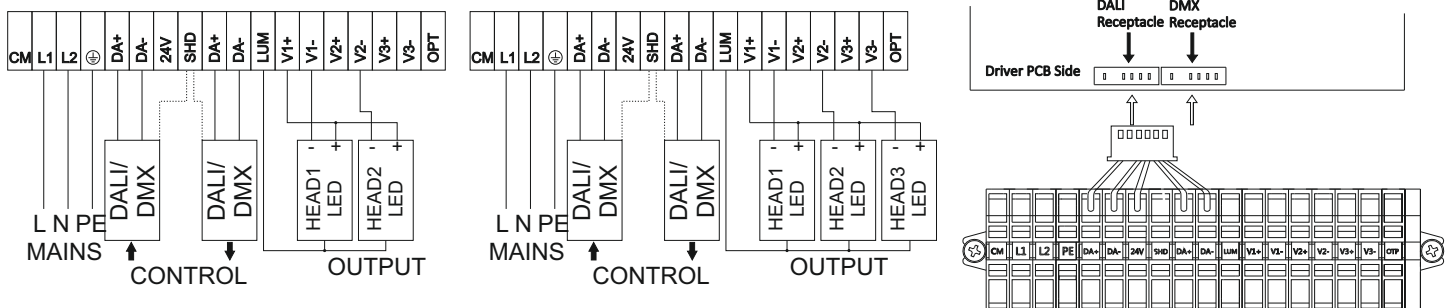 CM L1 L2 DA+ DA- 24V SHD DA+ DA- LUM V1+ V1- V2+ V2- V3+ V3- OPT
DALI/
DMX
DALI/
DMX
- +
HEAD1
LED
- +
HEAD2
LED
L N PE
MAINS
CONTROL
OUTPUT
CM L1 L2 DA+ DA- 24V SHD DA+ DA- LUM V1+ V1- V2+ V2- V3+ V3- OPT
DALI/
DMX
DALI/
DMX
- +
HEAD1
LED
- +
HEAD2
LED
- +
HEAD3
LED
L N PE
MAINS
CONTROL
OUTPUT
DALI
Receptacle
DMX
Receptacle
Driver PCB Side
CM L1 L2 PE DA+ DA- 24V SHD DA+ DA- LUM V1+ V1- V2+ V2- V3+ V3- OTP